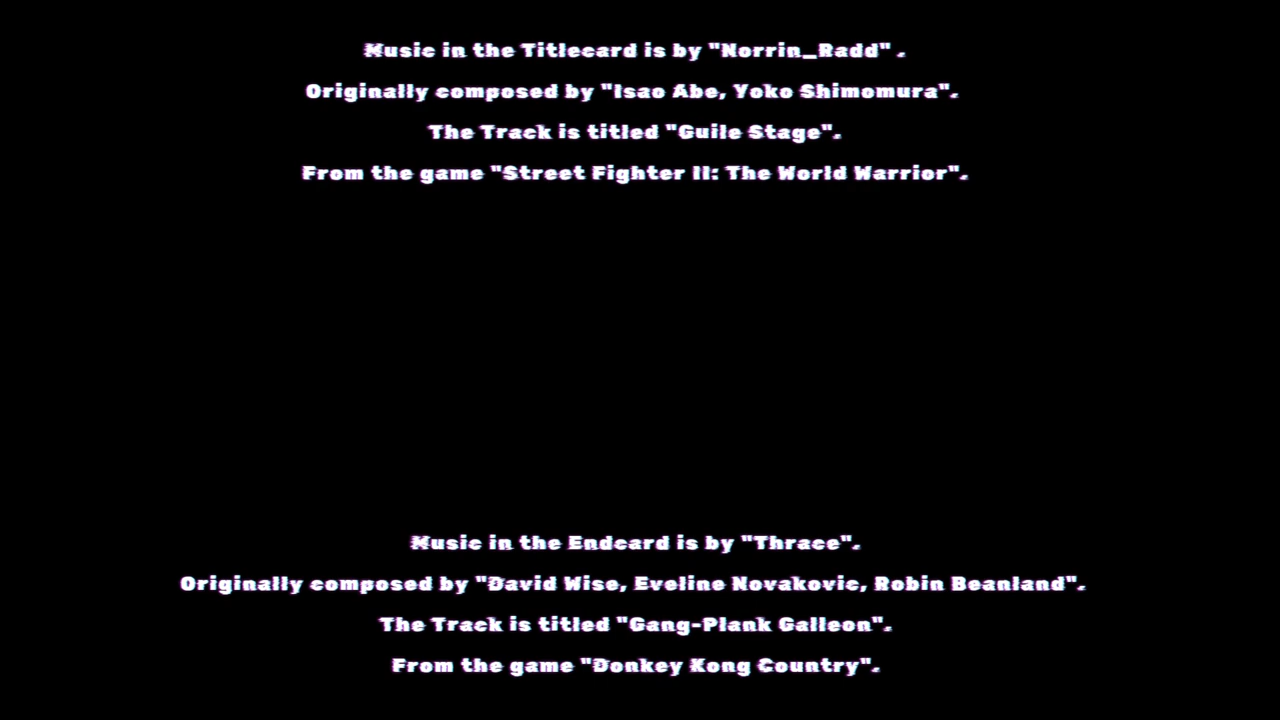 Music in the Titlecard is by "Norrin_Radd" .
Originally composed by "Isao Abe, Yoko Shimomura".
The Track is titled "Guile Stage".
From the game "Street Fighter II: The World Warrior".
Music in the Endcard is by "Thrace".
Originally composed by "David Wise, Eveline Novakovic, Robin Beanland".
The Track is titled "Gang-Plank Galleon".
From the game "Donkey Kong Country".